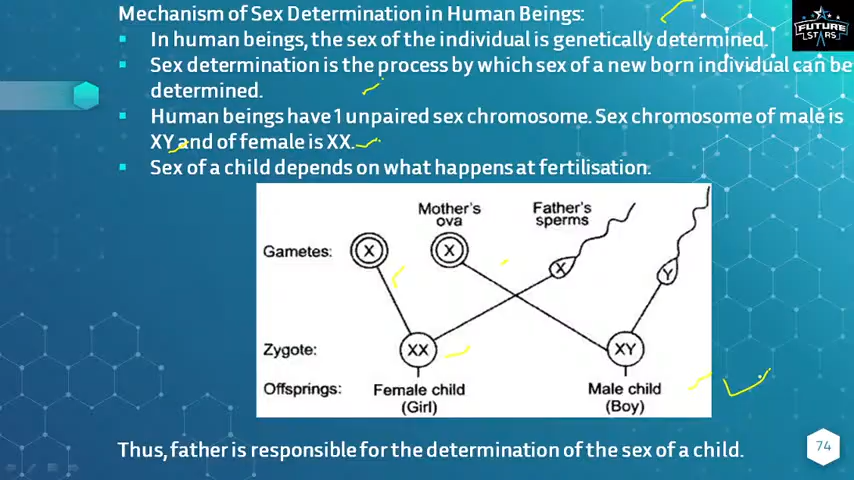 Mechanism of Sex Determination in Human Beings:
FUTURE
STARS
In human beings, the sex of the individual is genetically determined.
Sex determination is the process by which sex of a new born individual can be
determined.
Human beings have 1 unpaired sex chromosome. Sex chromosome of male is
XY and of female is XX.
Sex of a child depends on what happens at fertilisation.
Mother's
ova
Father's
sperms
Gametes: X X X Y
Zygote: XX XY
Offsprings: Female child Male child
(Girl) (Boy)
Thus, father is responsible for the determination of the sex of a child.
74